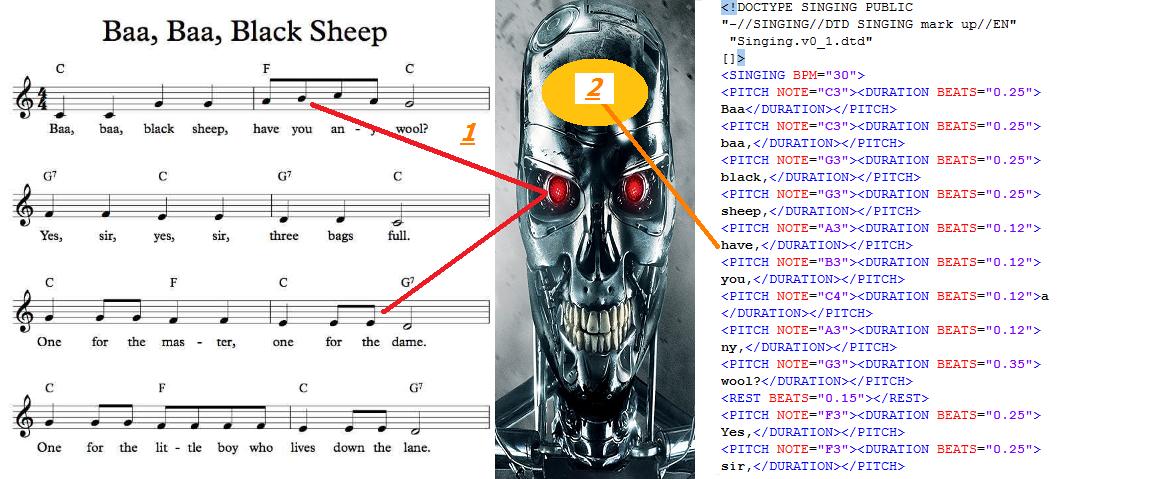 Baa, Baa, Black Sheep
C F C
4
4
Baa, baa, black sheep, have you an - y wool?
1
G7 C G7 C
Yes, sir, yes, sir, three bags full.
C F C G7
One for the mas - ter, one for the dame.
C F C G7
One for the lit - tle boy who lives down the lane.
2
<!DOCTYPE SINGING PUBLIC
"-//SINGING//DTD SINGING mark up//EN"
"Singing.v0_1.dtd"
[]>
<SINGING BPM="30">
<PITCH NOTE="C3"><DURATION BEATS="0.25">
Baa</DURATION></PITCH>
<PITCH NOTE="C3"><DURATION BEATS="0.25">
baa,</DURATION></PITCH>
<PITCH NOTE="G3"><DURATION BEATS="0.25">
black,</DURATION></PITCH>
<PITCH NOTE="G3"><DURATION BEATS="0.25">
sheep,</DURATION></PITCH>
<PITCH NOTE="A3"><DURATION BEATS="0.12">
have,</DURATION></PITCH>
<PITCH NOTE="B3"><DURATION BEATS="0.12">
you,</DURATION></PITCH>
<PITCH NOTE="C4"><DURATION BEATS="0.12">a
</DURATION></PITCH>
<PITCH NOTE="A3"><DURATION BEATS="0.12">
ny,</DURATION></PITCH>
<PITCH NOTE="G3"><DURATION BEATS="0.35">
wool?</DURATION></PITCH>
<REST BEATS="0.15"></REST>
<PITCH NOTE="F3"><DURATION BEATS="0.25">
Yes,</DURATION></PITCH>
<PITCH NOTE="F3"><DURATION BEATS="0.25">
sir,</DURATION></PITCH>